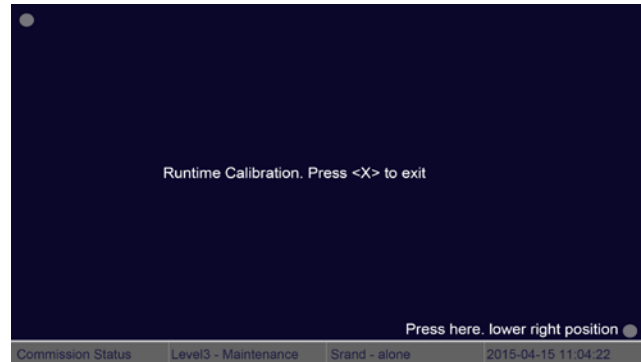 Runtime Calibration. Press <X> to exit
Press here. lower right position
Commission Status Level3 - Maintenance Srand - alone 2015-04-15 11:04:22